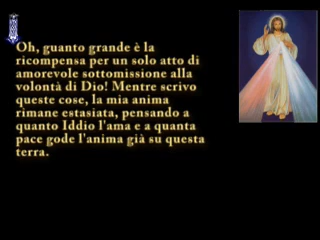 Oh, guanto grande è la
ricompensa per un solo atto di
amorevole sottomissione alla
volontà di Dio! Mentre scrivo
queste cose, la mia anima
rimane estasiata, pensando a
quanto Iddio l'ama e a quanta
pace gode l'anima già su questa
terra.